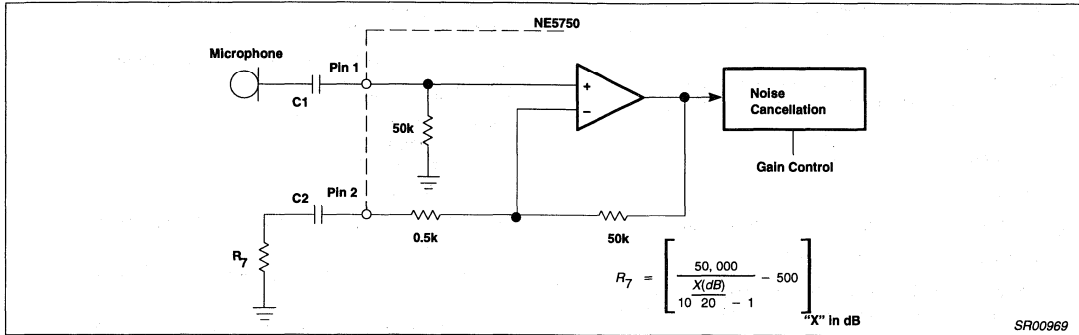 NE5750
Microphone
Pin 1
C1
+
−
50k
Noise
Cancellation
Gain Control
Pin 2
C2
0.5k
50k
R7
R7 = [ 50, 000 / 10 X(dB) / 20 − 1 − 500 ]
"X" in dB
SR00969